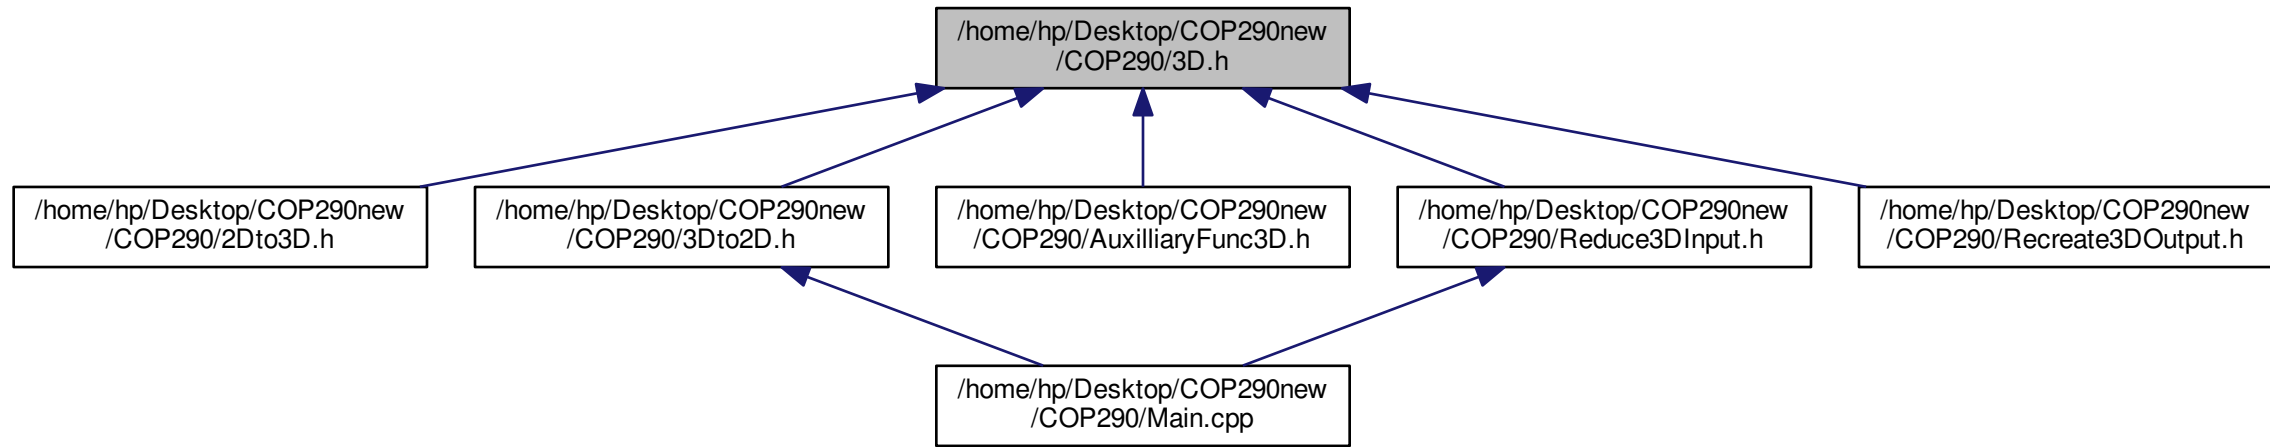 /home/hp/Desktop/COP290new
/COP290/3D.h
/home/hp/Desktop/COP290new
/COP290/2Dto3D.h
/home/hp/Desktop/COP290new
/COP290/3Dto2D.h
/home/hp/Desktop/COP290new
/COP290/AuxilliaryFunc3D.h
/home/hp/Desktop/COP290new
/COP290/Reduce3DInput.h
/home/hp/Desktop/COP290new
/COP290/Recreate3DOutput.h
/home/hp/Desktop/COP290new
/COP290/Main.cpp